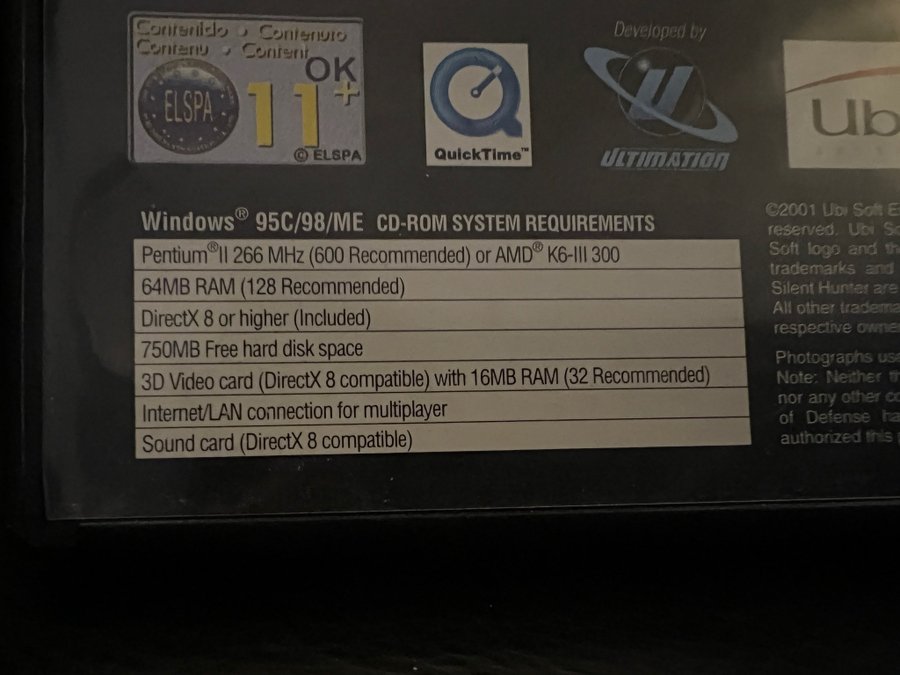 Contenido • Contenuto
Contenu • Content
OK
ELSPA
11+
© ELSPA
QuickTime™
Developed by
U
ULTIMATION
Ub
Windows® 95C/98/ME CD-ROM SYSTEM REQUIREMENTS
Pentium®II 266 MHz (600 Recommended) or AMD® K6-III 300
64MB RAM (128 Recommended)
DirectX 8 or higher (Included)
750MB Free hard disk space
3D Video card (DirectX 8 compatible) with 16MB RAM (32 Recommended)
Internet/LAN connection for multiplayer
Sound card (DirectX 8 compatible)
©2001 Ubi Soft E
reserved. Ubi So
Soft logo and th
trademarks and
Silent Hunter are
All other tradema
respective owne
Photographs use
Note: Neither th
nor any other co
of Defense ha
authorized this